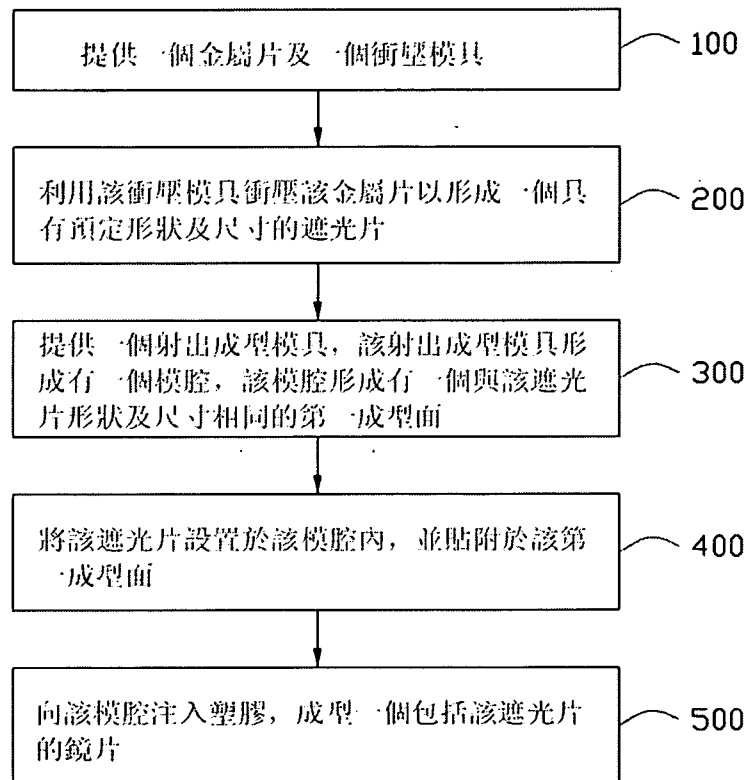 提供一個金屬片及一個衝壓模具
100
利用該衝壓模具衝壓該金屬片以形成一個具
有預定形狀及尺寸的遮光片
200
提供一個射出成型模具，該射出成型模具形
成有一個模腔，該模腔形成有一個與該遮光
片形狀及尺寸相同的第一成型面
300
將該遮光片設置於該模腔內，並貼附於該第
一成型面
400
向該模腔注入塑膠，成型一個包括該遮光片
的鏡片
500